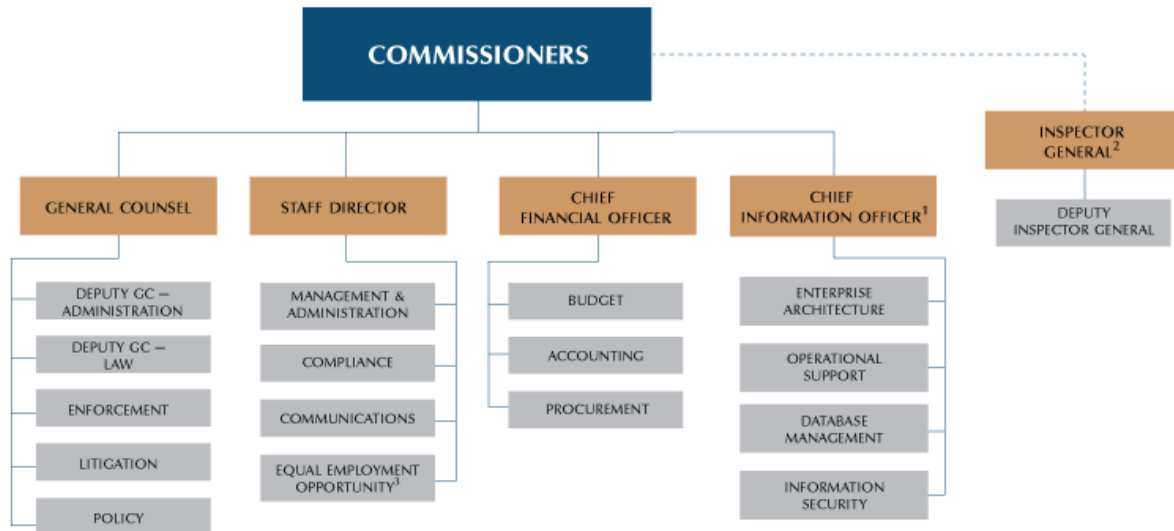 COMMISSIONERS
INSPECTOR
GENERAL²
DEPUTY
INSPECTOR GENERAL
GENERAL COUNSEL
DEPUTY GC —
ADMINISTRATION
DEPUTY GC —
LAW
ENFORCEMENT
LITIGATION
POLICY
STAFF DIRECTOR
MANAGEMENT &
ADMINISTRATION
COMPLIANCE
COMMUNICATIONS
EQUAL EMPLOYMENT
OPPORTUNITY³
CHIEF
FINANCIAL OFFICER
BUDGET
ACCOUNTING
PROCUREMENT
CHIEF
INFORMATION OFFICER¹
ENTERPRISE
ARCHITECTURE
OPERATIONAL
SUPPORT
DATABASE
MANAGEMENT
INFORMATION
SECURITY